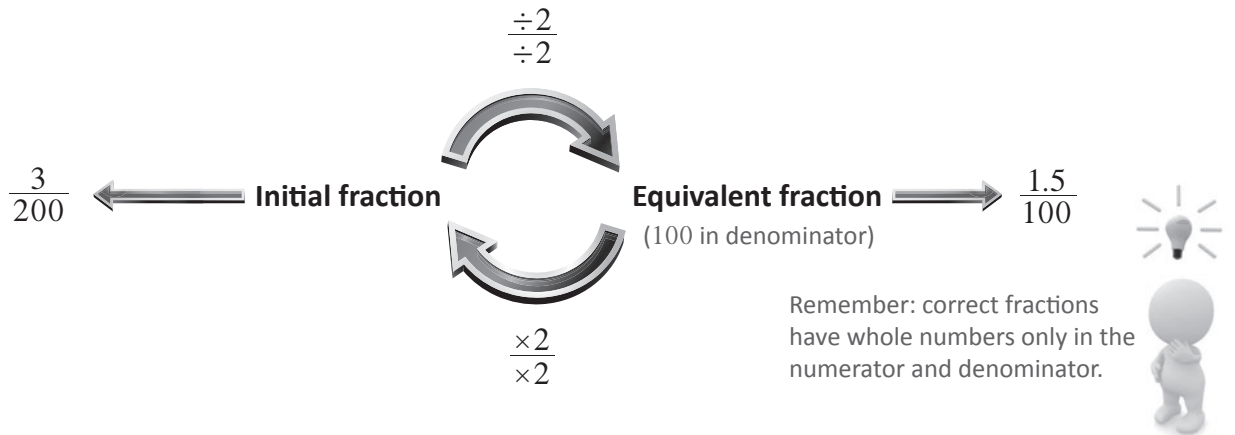 ÷2
÷2
3
200
Initial fraction
Equivalent fraction
(100 in denominator)
1.5
100
Remember: correct fractions
have whole numbers only in the
numerator and denominator.
×2
×2